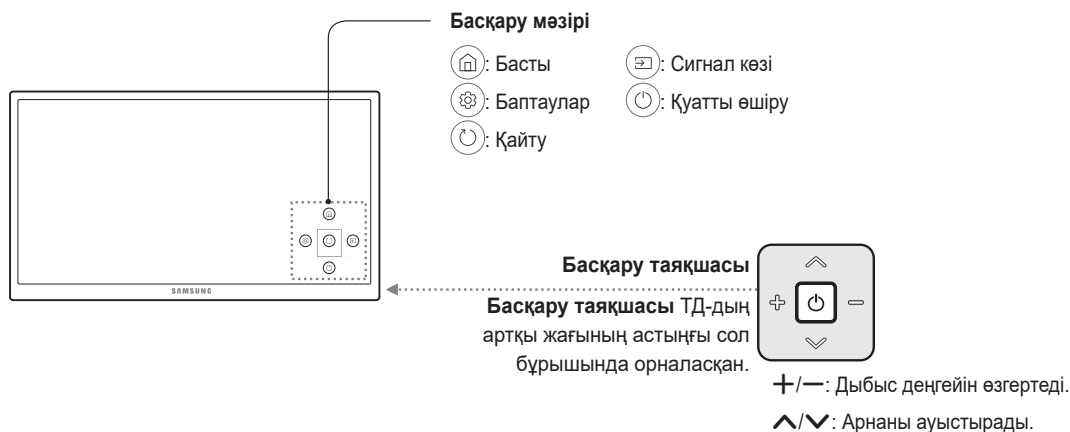 Басқару мәзірі
: Басты
: Сигнал көзі
: Баптаулар
: Қуатты өшіру
: Қайту
SAMSUNG
Басқару таяқшасы
Басқару таяқшасы ТД-дың
артқы жағының астыңғы сол
бұрышында орналасқан.
+/—: Дыбыс деңгейін өзгертеді.
∧/∨: Арнаны ауыстырады.